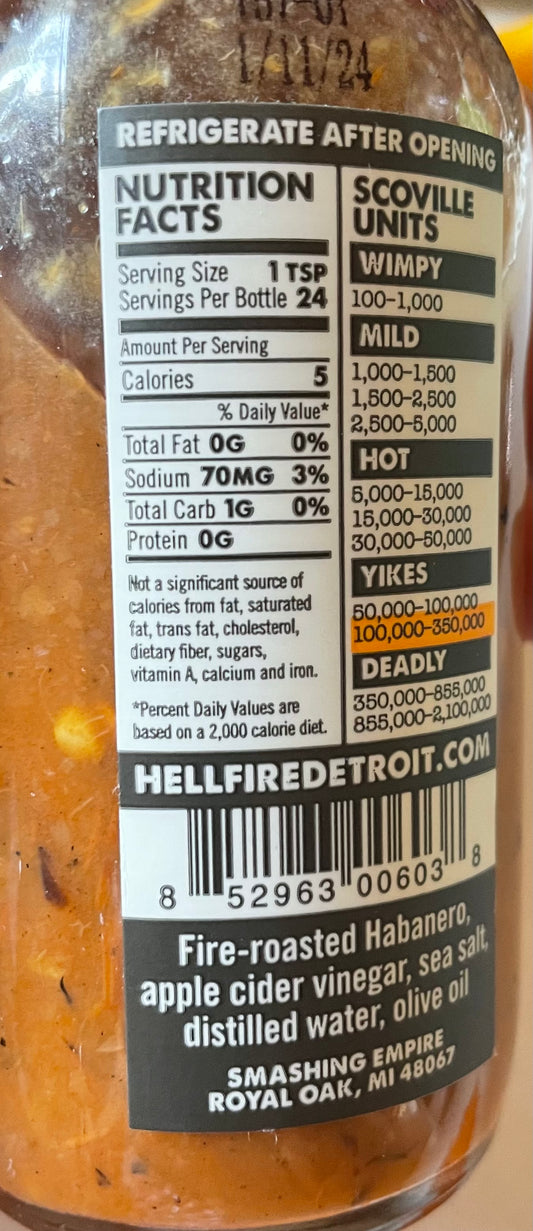 1/11/24
REFRIGERATE AFTER OPENING
NUTRITION
FACTS
Serving Size 1 TSP
Servings Per Bottle 24
Amount Per Serving
Calories 5
% Daily Value*
Total Fat 0G 0%
Sodium 70MG 3%
Total Carb 1G 0%
Protein 0G
Not a significant source of
calories from fat, saturated
fat, trans fat, cholesterol,
dietary fiber, sugars,
vitamin A, calcium and iron.
*Percent Daily Values are
based on a 2,000 calorie diet.
SCOVILLE
UNITS
WIMPY
100-1,000
MILD
1,000-1,500
1,500-2,500
2,500-5,000
HOT
5,000-15,000
15,000-30,000
30,000-50,000
YIKES
50,000-100,000
100,000-350,000
DEADLY
350,000-855,000
855,000-2,100,000
HELLFIREDETROIT.COM
8 52963 00603 8
Fire-roasted Habanero,
apple cider vinegar, sea salt,
distilled water, olive oil
SMASHING EMPIRE
ROYAL OAK, MI 48067